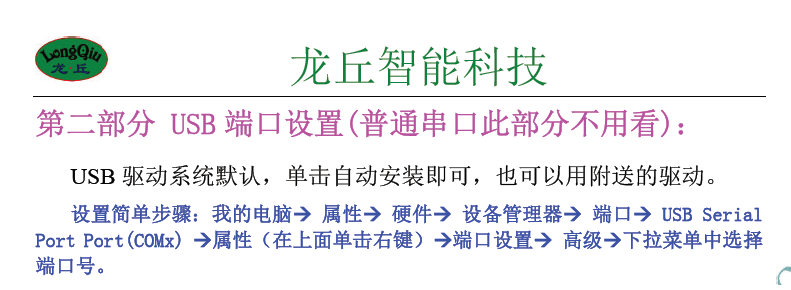 LongQiu
龙丘
龙丘智能科技
第二部分 USB 端口设置(普通串口此部分不用看)：
USB 驱动系统默认，单击自动安装即可，也可以用附送的驱动。
设置简单步骤：我的电脑→ 属性→ 硬件→ 设备管理器→ 端口→ USB Serial
Port Port(COMx) →属性（在上面单击右键）→端口设置→ 高级→下拉菜单中选择
端口号。